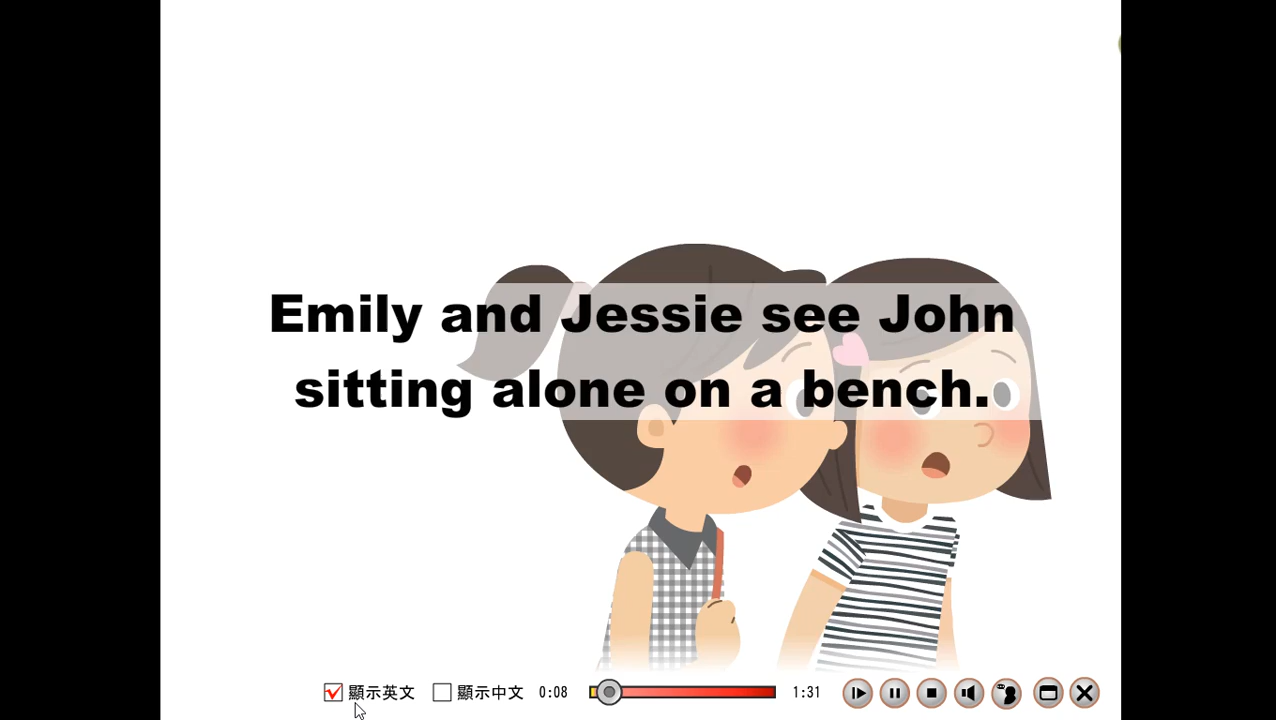 Emily and Jessie see John
sitting alone on a bench.
顯示英文 顯示中文 0:08 1:31